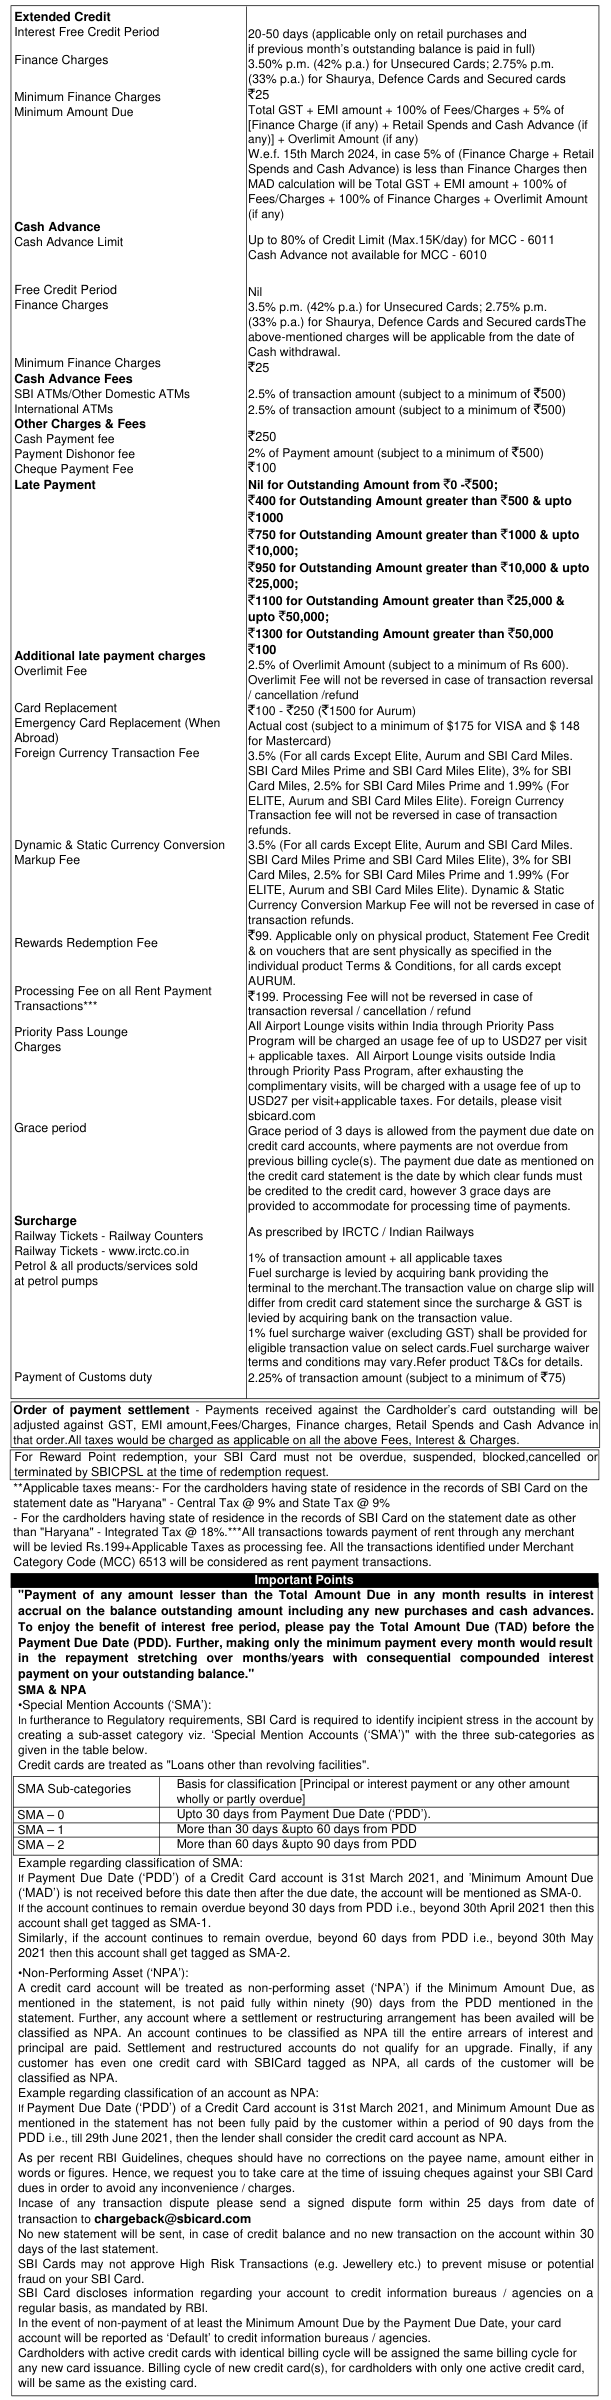 Extended Credit
Interest Free Credit Period
20-50 days (applicable only on retail purchases and
if previous month's outstanding balance is paid in full)
Finance Charges
3.50% p.m. (42% p.a.) for Unsecured Cards; 2.75% p.m.
(33% p.a.) for Shaurya, Defence Cards and Secured cards
Minimum Finance Charges
₹25
Minimum Amount Due
Total GST + EMI amount + 100% of Fees/Charges + 5% of
[Finance Charge (if any) + Retail Spends and Cash Advance (if
any)] + Overlimit Amount (if any)
W.e.f. 15th March 2024, in case 5% of (Finance Charge + Retail
Spends and Cash Advance) is less than Finance Charges then
MAD calculation will be Total GST + EMI amount + 100% of
Fees/Charges + 100% of Finance Charges + Overlimit Amount
(if any)
Cash Advance
Cash Advance Limit
Up to 80% of Credit Limit (Max.15K/day) for MCC - 6011
Cash Advance not available for MCC - 6010
Free Credit Period
Nil
Finance Charges
3.5% p.m. (42% p.a.) for Unsecured Cards; 2.75% p.m.
(33% p.a.) for Shaurya, Defence Cards and Secured cardsThe
above-mentioned charges will be applicable from the date of
Cash withdrawal.
Minimum Finance Charges
₹25
Cash Advance Fees
SBI ATMs/Other Domestic ATMs
2.5% of transaction amount (subject to a minimum of ₹500)
International ATMs
2.5% of transaction amount (subject to a minimum of ₹500)
Other Charges & Fees
Cash Payment fee
₹250
Payment Dishonor fee
2% of Payment amount (subject to a minimum of ₹500)
Cheque Payment Fee
₹100
Late Payment
Nil for Outstanding Amount from ₹0 -₹500;
₹400 for Outstanding Amount greater than ₹500 & upto
₹1000
₹750 for Outstanding Amount greater than ₹1000 & upto
₹10,000;
₹950 for Outstanding Amount greater than ₹10,000 & upto
₹25,000;
₹1100 for Outstanding Amount greater than ₹25,000 &
upto ₹50,000;
₹1300 for Outstanding Amount greater than ₹50,000
Additional late payment charges
₹100
Overlimit Fee
2.5% of Overlimit Amount (subject to a minimum of Rs 600).
Overlimit Fee will not be reversed in case of transaction reversal
/ cancellation /refund
Card Replacement
₹100 - ₹250 (₹1500 for Aurum)
Emergency Card Replacement (When
Abroad)
Actual cost (subject to a minimum of $175 for VISA and $ 148
for Mastercard)
Foreign Currency Transaction Fee
3.5% (For all cards Except Elite, Aurum and SBI Card Miles.
SBI Card Miles Prime and SBI Card Miles Elite), 3% for SBI
Card Miles, 2.5% for SBI Card Miles Prime and 1.99% (For
ELITE, Aurum and SBI Card Miles Elite). Foreign Currency
Transaction fee will not be reversed in case of transaction
refunds.
Dynamic & Static Currency Conversion
Markup Fee
3.5% (For all cards Except Elite, Aurum and SBI Card Miles.
SBI Card Miles Prime and SBI Card Miles Elite), 3% for SBI
Card Miles, 2.5% for SBI Card Miles Prime and 1.99% (For
ELITE, Aurum and SBI Card Miles Elite). Dynamic & Static
Currency Conversion Markup Fee will not be reversed in case of
transaction refunds.
Rewards Redemption Fee
₹99. Applicable only on physical product, Statement Fee Credit
& on vouchers that are sent physically as specified in the
individual product Terms & Conditions, for all cards except
AURUM.
Processing Fee on all Rent Payment
Transactions***
₹199. Processing Fee will not be reversed in case of
transaction reversal / cancellation / refund
Priority Pass Lounge
Charges
All Airport Lounge visits within India through Priority Pass
Program will be charged an usage fee of up to USD27 per visit
+ applicable taxes.  All Airport Lounge visits outside India
through Priority Pass Program, after exhausting the
complimentary visits, will be charged with a usage fee of up to
USD27 per visit+applicable taxes. For details, please visit
sbicard.com
Grace period
Grace period of 3 days is allowed from the payment due date on
credit card accounts, where payments are not overdue from
previous billing cycle(s). The payment due date as mentioned on
the credit card statement is the date by which clear funds must
be credited to the credit card, however 3 grace days are
provided to accommodate for processing time of payments.
Surcharge
Railway Tickets - Railway Counters
As prescribed by IRCTC / Indian Railways
Railway Tickets - www.irctc.co.in
1% of transaction amount + all applicable taxes
Petrol & all products/services sold
at petrol pumps
Fuel surcharge is levied by acquiring bank providing the
terminal to the merchant.The transaction value on charge slip will
differ from credit card statement since the surcharge & GST is
levied by acquiring bank on the transaction value.
1% fuel surcharge waiver (excluding GST) shall be provided for
eligible transaction value on select cards.Fuel surcharge waiver
terms and conditions may vary.Refer product T&Cs for details.
Payment of Customs duty
2.25% of transaction amount (subject to a minimum of ₹75)
Order of payment settlement - Payments received against the Cardholder's card outstanding will be
adjusted against GST, EMI amount,Fees/Charges, Finance charges, Retail Spends and Cash Advance in
that order.All taxes would be charged as applicable on all the above Fees, Interest & Charges.
For Reward Point redemption, your SBI Card must not be overdue, suspended, blocked,cancelled or
terminated by SBICPSL at the time of redemption request.
**Applicable taxes means:- For the cardholders having state of residence in the records of SBI Card on the
statement date as "Haryana" - Central Tax @ 9% and State Tax @ 9%
- For the cardholders having state of residence in the records of SBI Card on the statement date as other
than "Haryana" - Integrated Tax @ 18%.***All transactions towards payment of rent through any merchant
will be levied Rs.199+Applicable Taxes as processing fee. All the transactions identified under Merchant
Category Code (MCC) 6513 will be considered as rent payment transactions.
Important Points
"Payment of any amount lesser than the Total Amount Due in any month results in interest
accrual on the balance outstanding amount including any new purchases and cash advances.
To enjoy the benefit of interest free period, please pay the Total Amount Due (TAD) before the
Payment Due Date (PDD). Further, making only the minimum payment every month would result
in the repayment stretching over months/years with consequential compounded interest
payment on your outstanding balance."
SMA & NPA
•Special Mention Accounts ('SMA'):
In furtherance to Regulatory requirements, SBI Card is required to identify incipient stress in the account by
creating a sub-asset category viz. 'Special Mention Accounts ('SMA')" with the three sub-categories as
given in the table below.
Credit cards are treated as "Loans other than revolving facilities".
SMA Sub-categories
Basis for classification [Principal or interest payment or any other amount
wholly or partly overdue]
SMA – 0
Upto 30 days from Payment Due Date ('PDD').
SMA – 1
More than 30 days &upto 60 days from PDD
SMA – 2
More than 60 days &upto 90 days from PDD
Example regarding classification of SMA:
If Payment Due Date ('PDD') of a Credit Card account is 31st March 2021, and 'Minimum Amount Due
('MAD') is not received before this date then after the due date, the account will be mentioned as SMA-0.
If the account continues to remain overdue beyond 30 days from PDD i.e., beyond 30th April 2021 then this
account shall get tagged as SMA-1.
Similarly, if the account continues to remain overdue, beyond 60 days from PDD i.e., beyond 30th May
2021 then this account shall get tagged as SMA-2.
•Non-Performing Asset ('NPA'):
A credit card account will be treated as non-performing asset ('NPA') if the Minimum Amount Due, as
mentioned in the statement, is not paid fully within ninety (90) days from the PDD mentioned in the
statement. Further, any account where a settlement or restructuring arrangement has been availed will be
classified as NPA. An account continues to be classified as NPA till the entire arrears of interest and
principal are paid. Settlement and restructured accounts do not qualify for an upgrade. Finally, if any
customer has even one credit card with SBICard tagged as NPA, all cards of the customer will be
classified as NPA.
Example regarding classification of an account as NPA:
If Payment Due Date ('PDD') of a Credit Card account is 31st March 2021, and Minimum Amount Due as
mentioned in the statement has not been fully paid by the customer within a period of 90 days from the
PDD i.e., till 29th June 2021, then the lender shall consider the credit card account as NPA.
As per recent RBI Guidelines, cheques should have no corrections on the payee name, amount either in
words or figures. Hence, we request you to take care at the time of issuing cheques against your SBI Card
dues in order to avoid any inconvenience / charges.
Incase of any transaction dispute please send a signed dispute form within 25 days from date of
transaction to chargeback@sbicard.com
No new statement will be sent, in case of credit balance and no new transaction on the account within 30
days of the last statement.
SBI Cards may not approve High Risk Transactions (e.g. Jewellery etc.) to prevent misuse or potential
fraud on your SBI Card.
SBI Card discloses information regarding your account to credit information bureaus / agencies on a
regular basis, as mandated by RBI.
In the event of non-payment of at least the Minimum Amount Due by the Payment Due Date, your card
account will be reported as 'Default' to credit information bureaus / agencies.
Cardholders with active credit cards with identical billing cycle will be assigned the same billing cycle for
any new card issuance. Billing cycle of new credit card(s), for cardholders with only one active credit card,
will be same as the existing card.